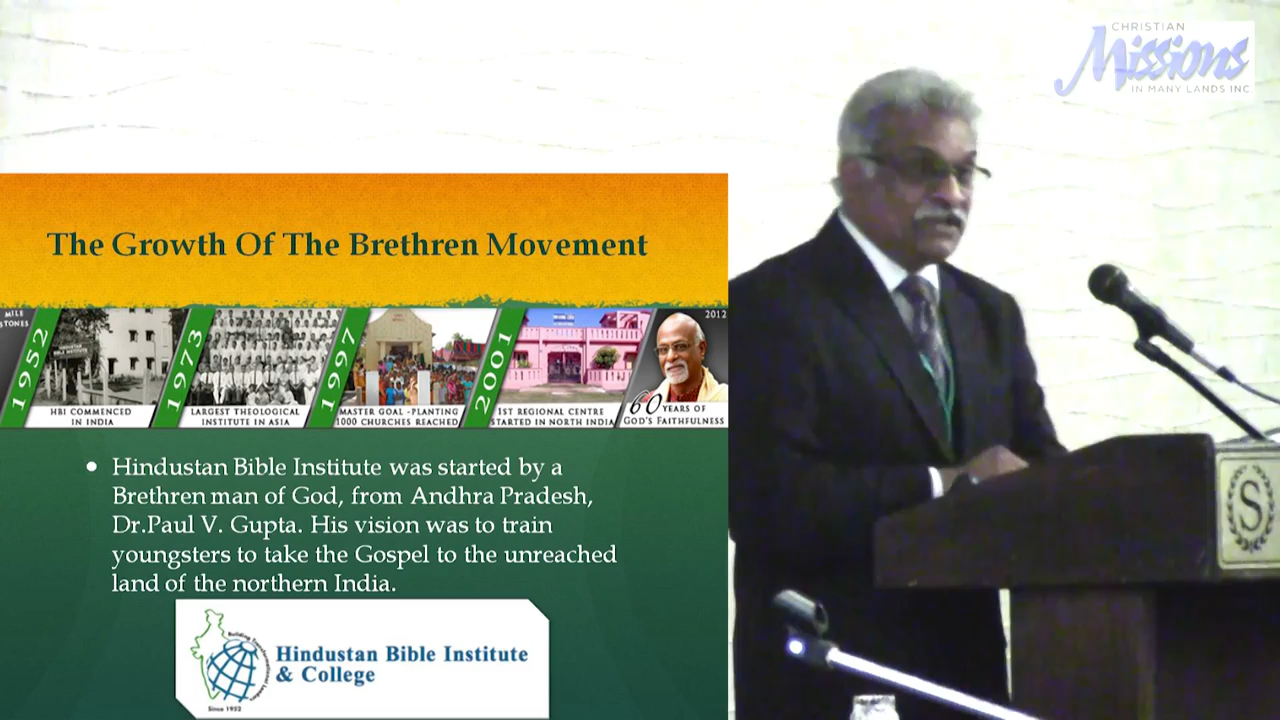 CHRISTIAN
Missions
IN MANY LANDS INC
The Growth Of The Brethren Movement
MILE
STONES
1952
HBI COMMENCED
IN INDIA
1973
LARGEST THEOLOGICAL
INSTITUTE IN ASIA
1997
MASTER GOAL -PLANTING
1000 CHURCHES REACHED
2001
1ST REGIONAL CENTRE
STARTED IN NORTH INDIA
2012
60 YEARS OF
GOD'S FAITHFULNESS
• Hindustan Bible Institute was started by a
Brethren man of God, from Andhra Pradesh,
Dr.Paul V. Gupta. His vision was to train
youngsters to take the Gospel to the unreached
land of the northern India.
Hindustan Bible Institute
& College
Since 1952
S